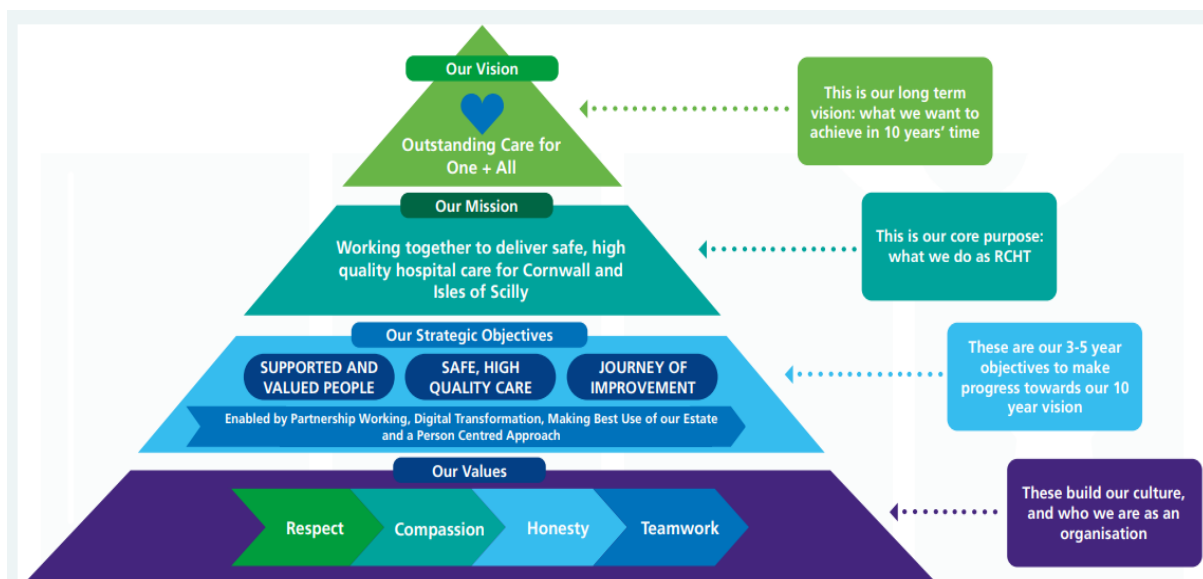 Our Vision
Outstanding Care for
One + All
This is our long term
vision: what we want to
achieve in 10 years' time
Our Mission
Working together to deliver safe, high
quality hospital care for Cornwall and
Isles of Scilly
This is our core purpose:
what we do as RCHT
Our Strategic Objectives
SUPPORTED AND
VALUED PEOPLE
SAFE, HIGH
QUALITY CARE
JOURNEY OF
IMPROVEMENT
Enabled by Partnership Working, Digital Transformation, Making Best Use of our Estate
and a Person Centred Approach
These are our 3-5 year
objectives to make
progress towards our 10
year vision
Our Values
Respect
Compassion
Honesty
Teamwork
These build our culture,
and who we are as an
organisation